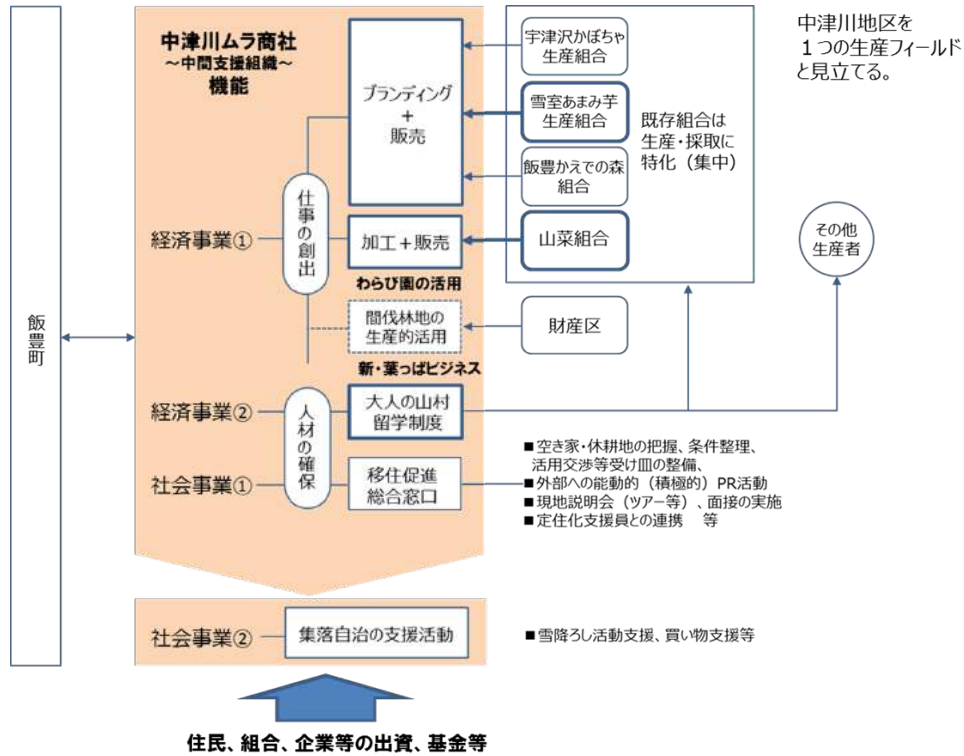 飯豊町
中津川ムラ商社
～中間支援組織～
機能
経済事業①
経済事業②
社会事業①
社会事業②
仕事の創出
人材の確保
ブランディング
+
販売
加工+販売
わらび園の活用
間伐林地の
生産的活用
新・葉っぱビジネス
大人の山村
留学制度
移住促進
総合窓口
集落自治の支援活動
宇津沢かぼちゃ
生産組合
雪室あまみ芋
生産組合
飯豊かえでの森
組合
山菜組合
財産区
既存組合は
生産・採取に
特化（集中）
中津川地区を
１つの生産フィールド
と見立てる。
その他
生産者
■空き家・休耕地の把握、条件整理、
活用交渉等受け皿の整備、
■外部への能動的（積極的）PR活動
■現地説明会（ツアー等）、面接の実施
■定住化支援員との連携　等
■雪降ろし活動支援、買い物支援等
住民、組合、企業等の出資、基金等